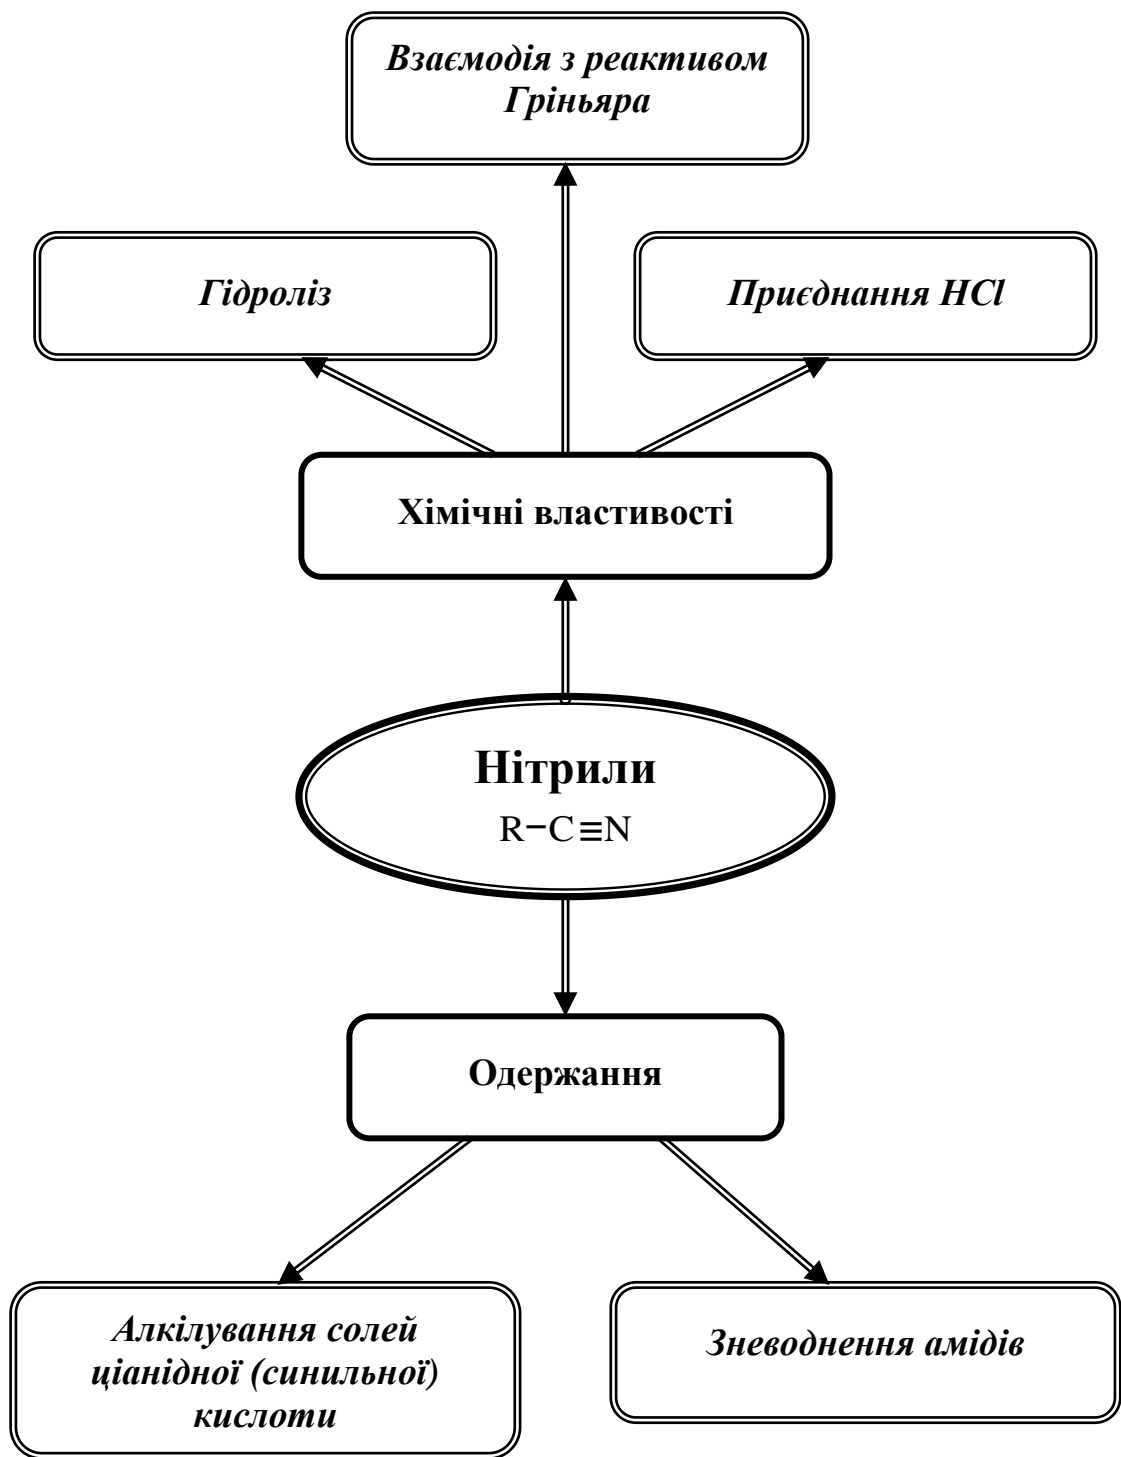 Взаємодія з реактивом
Гріньяра
Гідроліз
Приєднання HCl
Хімічні властивості
Нітрили
R−C≡N
Одержання
Алкілування солей
ціанідної (синильної)
кислоти
Зневоднення амідів